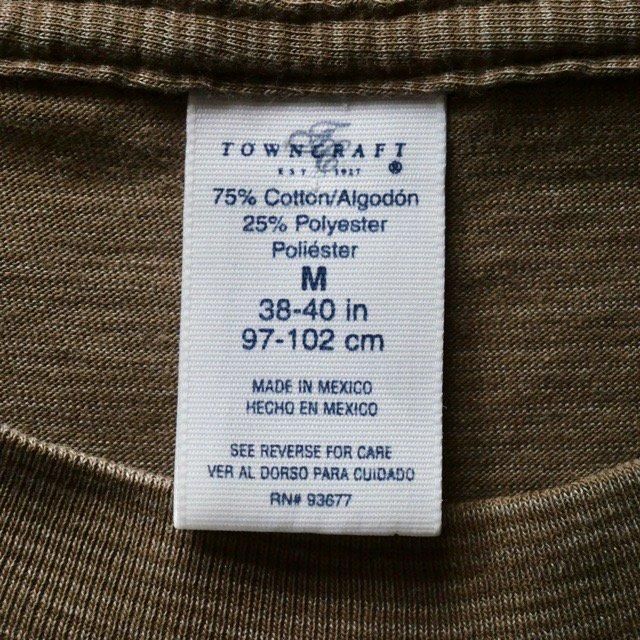 TOWNCRAFT ®
EST 1927
75% Cotton/Algodón
25% Polyester
Poliéster
M
38-40 in
97-102 cm
MADE IN MEXICO
HECHO EN MEXICO
SEE REVERSE FOR CARE
VER AL DORSO PARA CUIDADO
RN# 93677